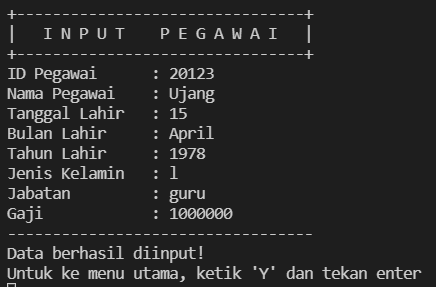 +--------------------------------+
|   I N P U T   P E G A W A I   |
+--------------------------------+
ID Pegawai      : 20123
Nama Pegawai    : Ujang
Tanggal Lahir   : 15
Bulan Lahir     : April
Tahun Lahir     : 1978
Jenis Kelamin   : l
Jabatan         : guru
Gaji            : 1000000
----------------------------------
Data berhasil diinput!
Untuk ke menu utama, ketik 'Y' dan tekan enter